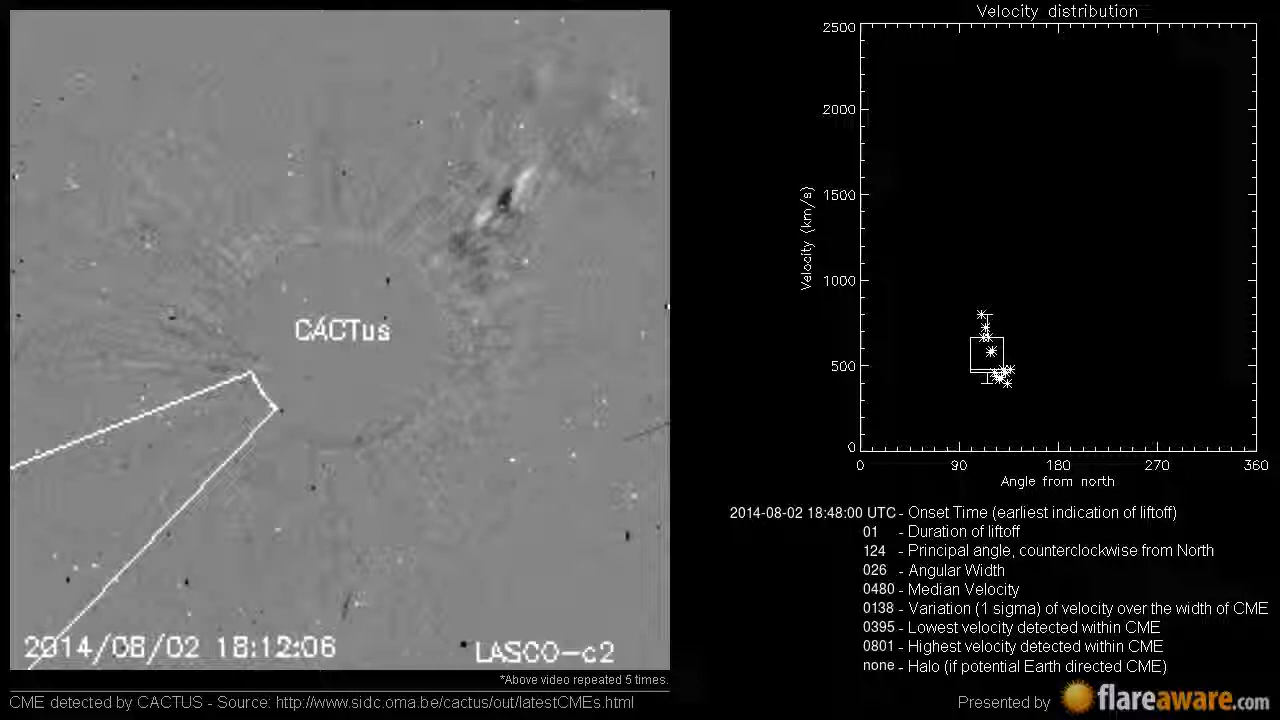 CACTus
2014/08/02 18:12:06
LASCO-c2
*Above video repeated 5 times.
CME detected by CACTUS - Source: http://www.sidc.oma.be/cactus/out/latestCMEs.html
Velocity distribution
2500
2000
1500
1000
500
0
Velocity (km/s)
0 90 180 270 360
Angle from north
2014-08-02 18:48:00 UTC - Onset Time (earliest indication of liftoff)
01 - Duration of liftoff
124 - Principal angle, counterclockwise from North
026 - Angular Width
0480 - Median Velocity
0138 - Variation (1 sigma) of velocity over the width of CME
0395 - Lowest velocity detected within CME
0801 - Highest velocity detected within CME
none - Halo (if potential Earth directed CME)
Presented by flareaware.com